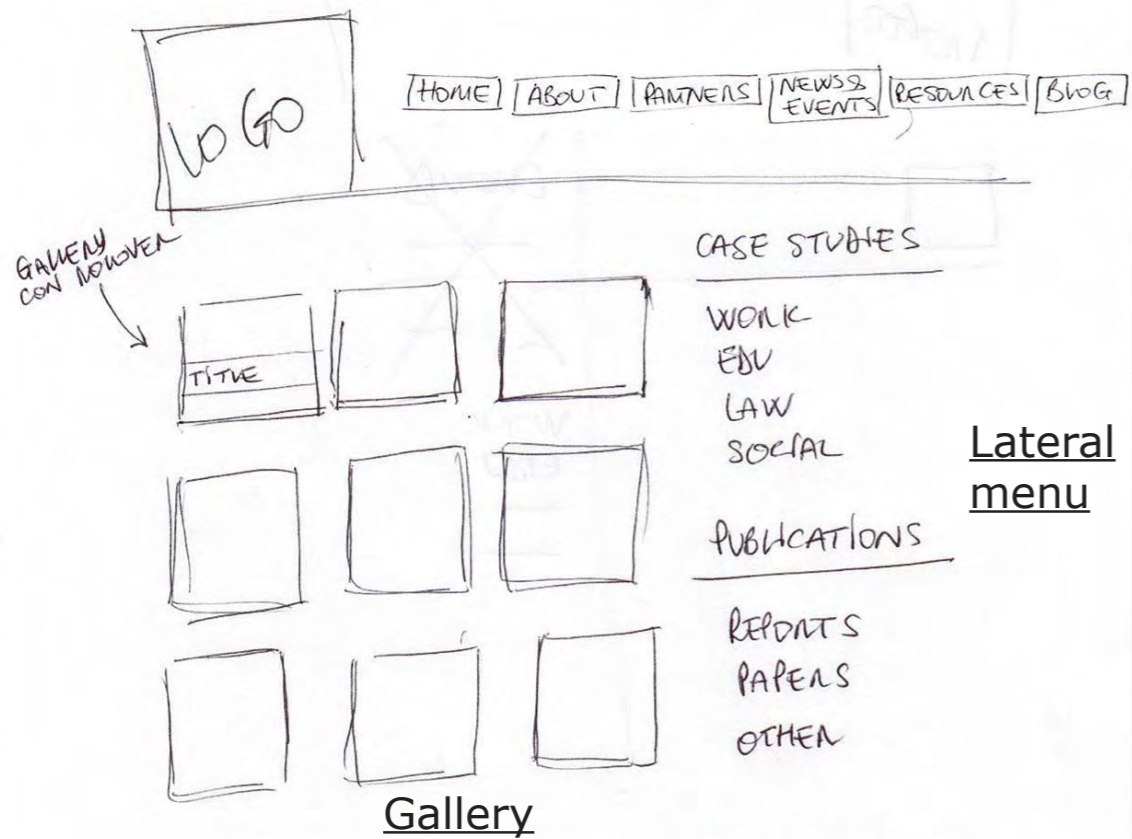 LOGO
HOME
ABOUT
PARTNERS
NEWS &
EVENTS
RESOURCES
BLOG
GALLERY
CON ROLLOVER
TITLE
CASE STUDIES
WORK
EDU
LAW
SOCIAL
PUBLICATIONS
REPORTS
PAPERS
OTHER
Lateral
menu
Gallery